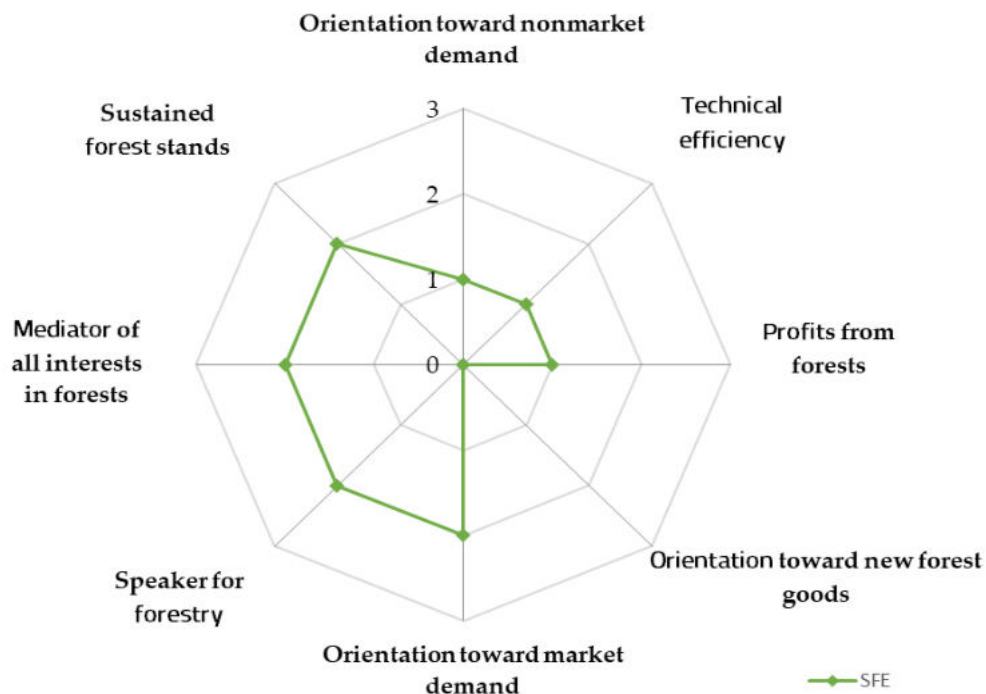 Orientation toward nonmarket
demand
Technical
efficiency
Sustained
forest stands
3
2
1
0
Mediator of
all interests
in forests
Profits from
forests
Speaker for
forestry
Orientation toward new forest
goods
Orientation toward market
demand
SFE